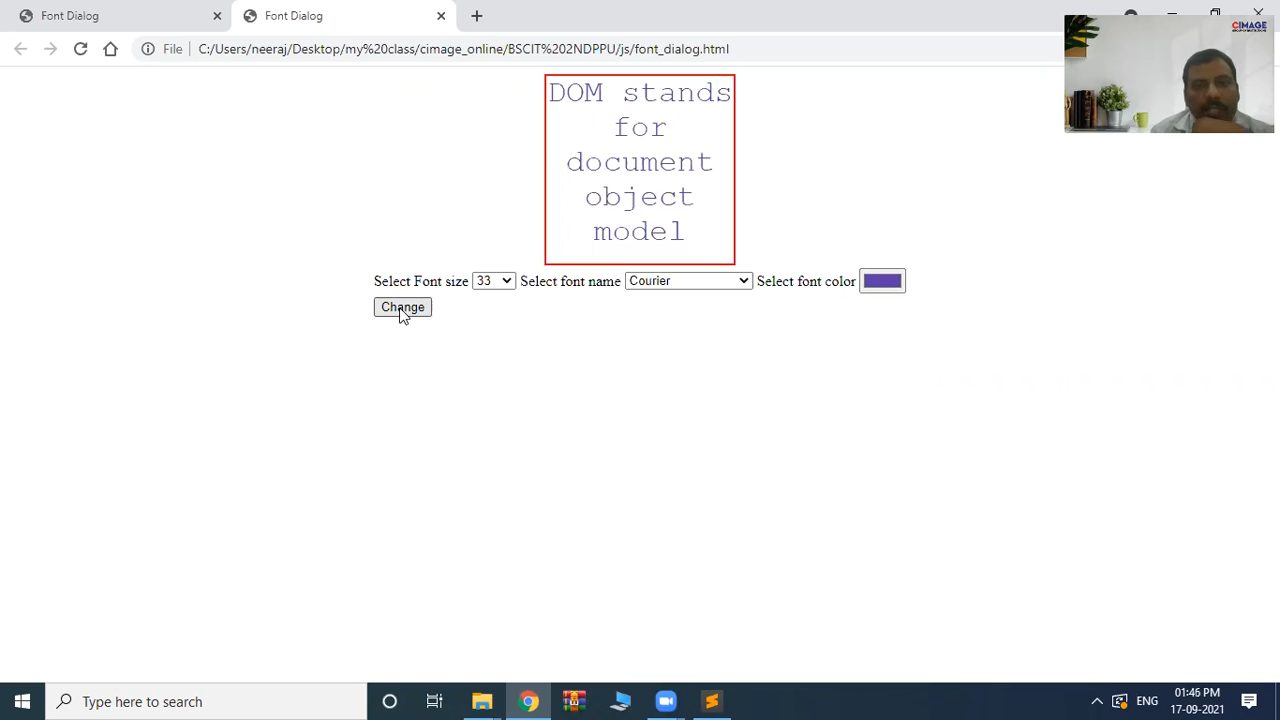 Font Dialog
Font Dialog
File C:/Users/neeraj/Desktop/my%20class/cimage_online/BSCIT%202NDPPU/js/font_dialog.html
CIMAGE
DOM stands
for
document
object
model
Select Font size 33 Select font name Courier Select font color
Change
Type here to search
ENG
01:46 PM
17-09-2021